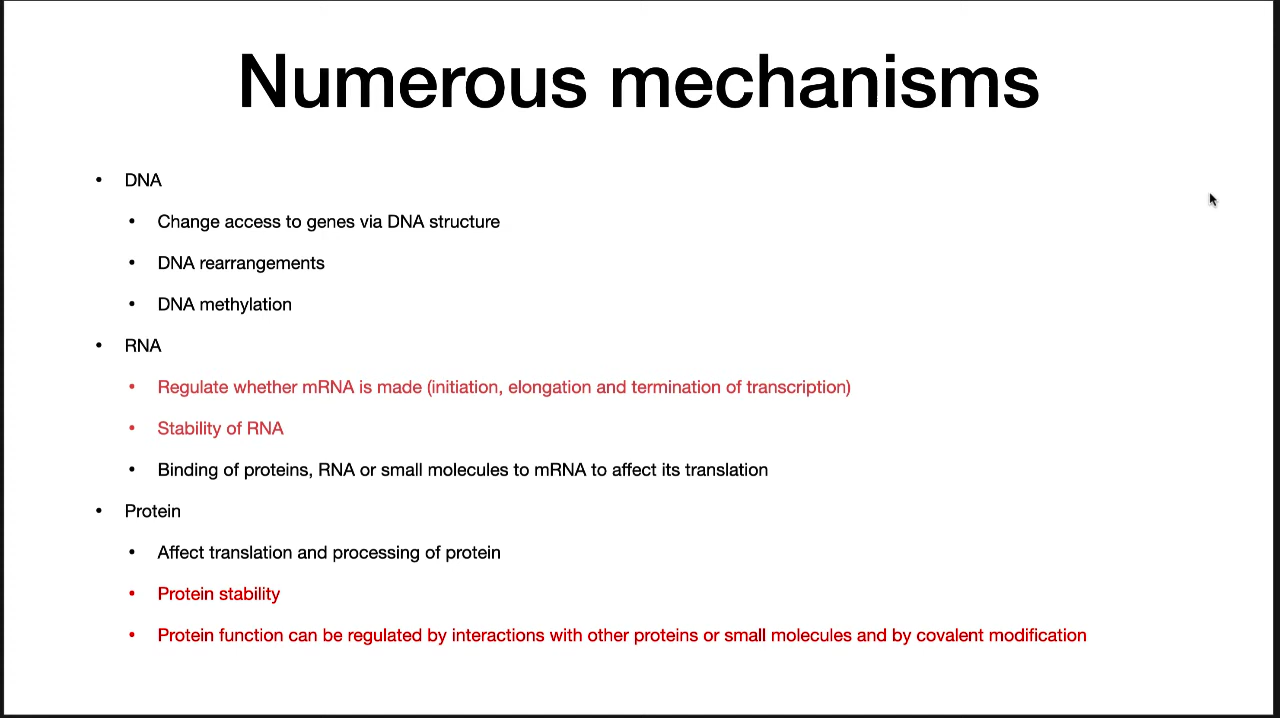 Numerous mechanisms
• DNA
• Change access to genes via DNA structure
• DNA rearrangements
• DNA methylation
• RNA
• Regulate whether mRNA is made (initiation, elongation and termination of transcription)
• Stability of RNA
• Binding of proteins, RNA or small molecules to mRNA to affect its translation
• Protein
• Affect translation and processing of protein
• Protein stability
• Protein function can be regulated by interactions with other proteins or small molecules and by covalent modification